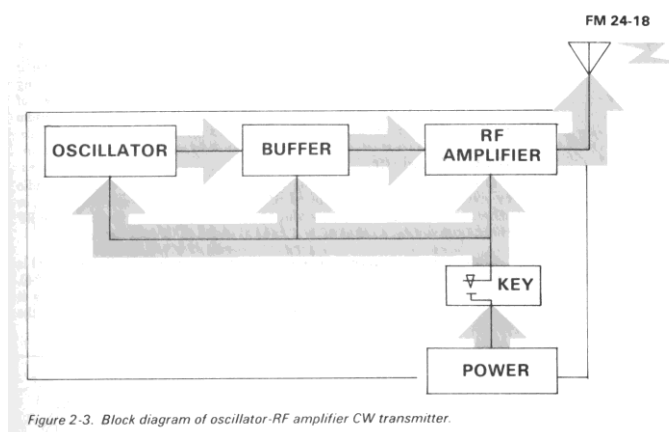 FM 24-18
OSCILLATOR
BUFFER
RF
AMPLIFIER
KEY
POWER
Figure 2-3. Block diagram of oscillator-RF amplifier CW transmitter.